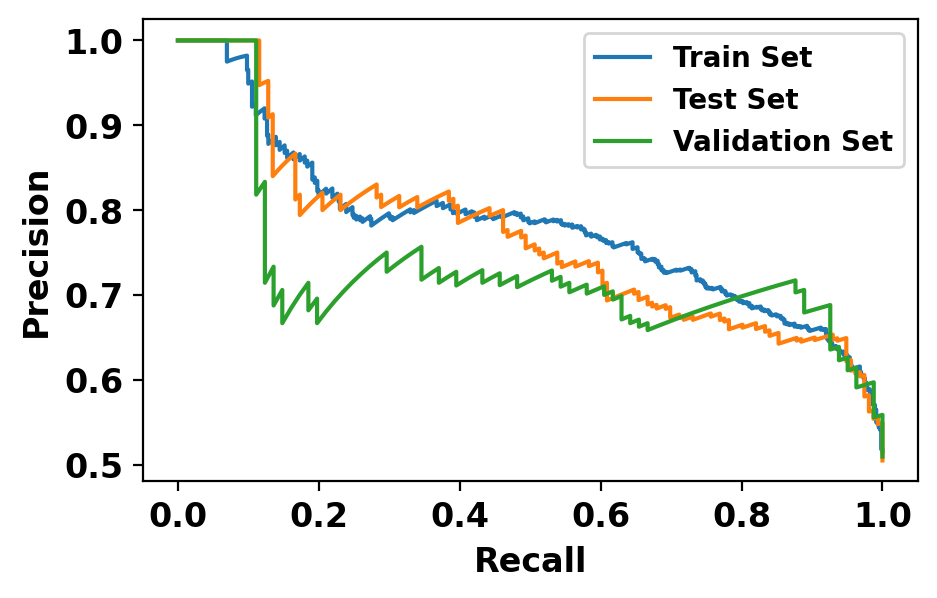 1.0
0.9
0.8
0.7
0.6
0.5
Precision
Train Set
Test Set
Validation Set
0.0 0.2 0.4 0.6 0.8 1.0
Recall